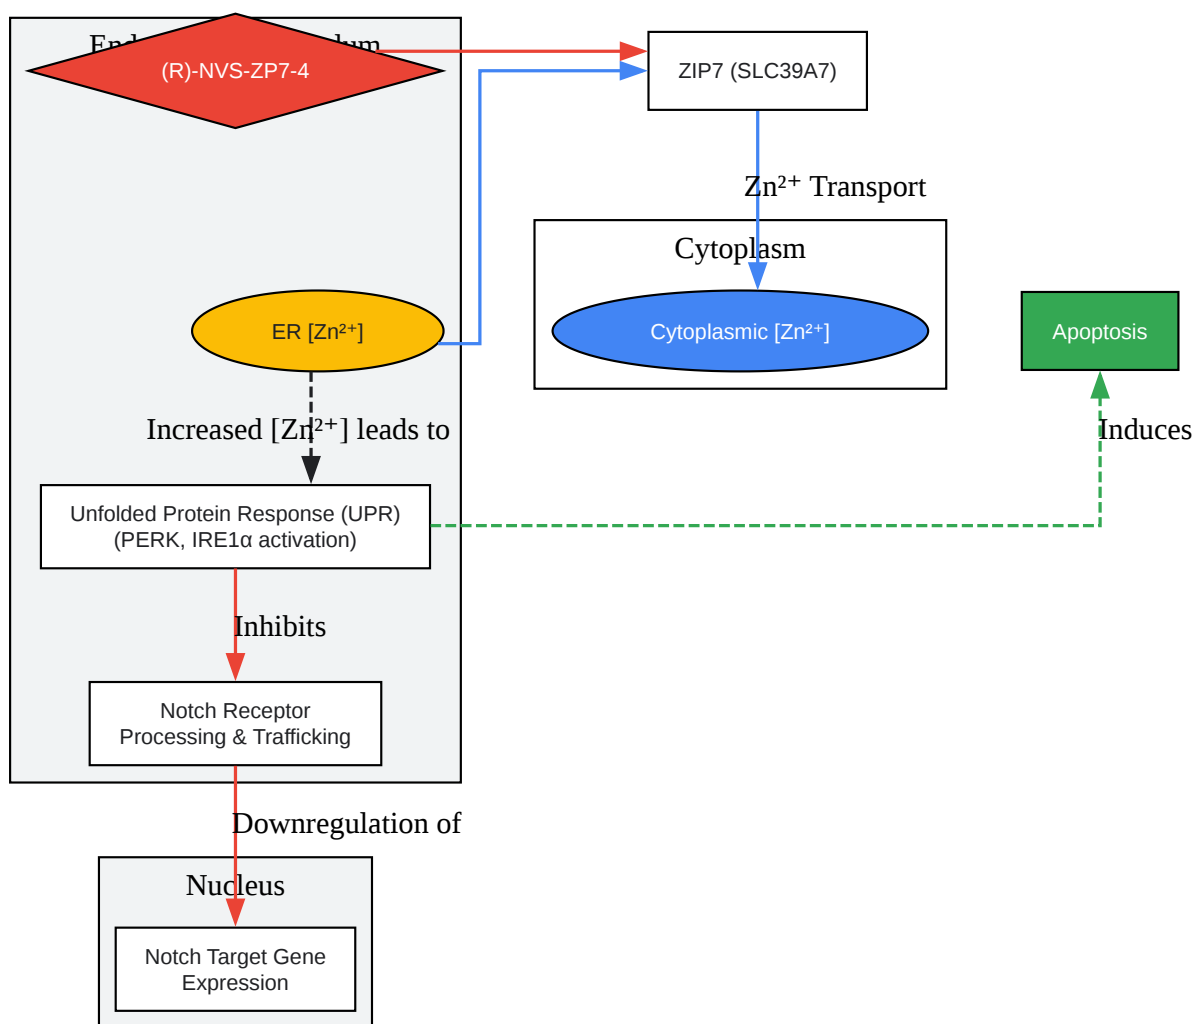 (R)-NVS-ZP7-4
ZIP7 (SLC39A7)
Zn²⁺ Transport
Cytoplasm
ER [Zn²⁺]
Cytoplasmic [Zn²⁺]
Apoptosis
Increased [Zn²⁺] leads to
Induces
Unfolded Protein Response (UPR)
(PERK, IRE1α activation)
Inhibits
Notch Receptor
Processing & Trafficking
Downregulation of
Nucleus
Notch Target Gene
Expression